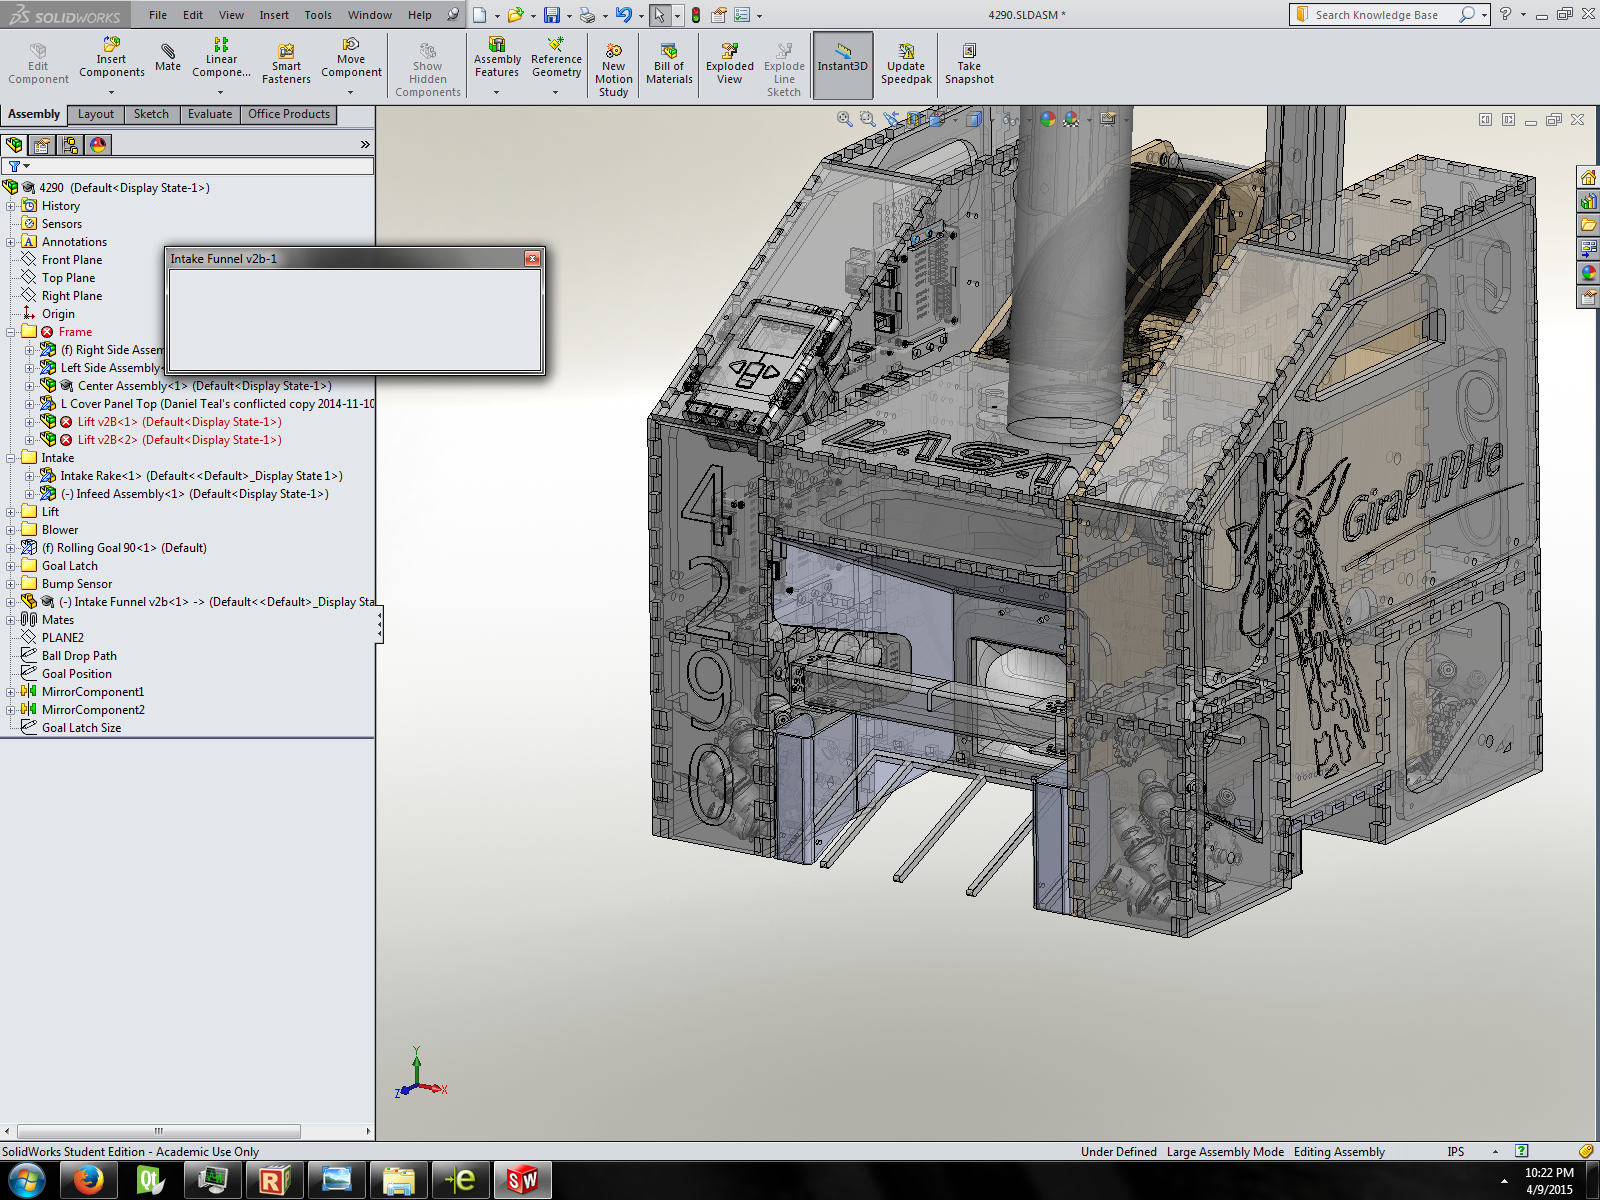 SOLIDWORKS File Edit View Insert Tools Window Help 4290.SLDASM * Search Knowledge Base
Edit Component
Insert Components
Mate
Linear Compone...
Smart Fasteners
Move Component
Show Hidden Components
Assembly Features
Reference Geometry
New Motion Study
Bill of Materials
Exploded View
Explode Line Sketch
Instant3D
Update Speedpak
Take Snapshot
Assembly Layout Sketch Evaluate Office Products
4290 (Default<Display State-1>)
History
Sensors
Annotations
Front Plane
Top Plane
Right Plane
Origin
Frame
(f) Right Side Assem
Left Side Assembly<
Center Assembly<1> (Default<Display State-1>)
L Cover Panel Top (Daniel Teal's conflicted copy 2014-11-10
Lift v2B<1> (Default<Display State-1>)
Lift v2B<2> (Default<Display State-1>)
Intake
Intake Rake<1> (Default<<Default>_Display State 1>)
(-) Infeed Assembly<1> (Default<Display State-1>)
Lift
Blower
(f) Rolling Goal 90<1> (Default)
Goal Latch
Bump Sensor
(-) Intake Funnel v2b<1> -> (Default<<Default>_Display Sta
Mates
PLANE2
Ball Drop Path
Goal Position
MirrorComponent1
MirrorComponent2
Goal Latch Size
Intake Funnel v2b-1
LASA
4290
GiraPHPHe
Y
X
Z
SolidWorks Student Edition - Academic Use Only
Under Defined Large Assembly Mode Editing Assembly IPS
10:22 PM
4/9/2015